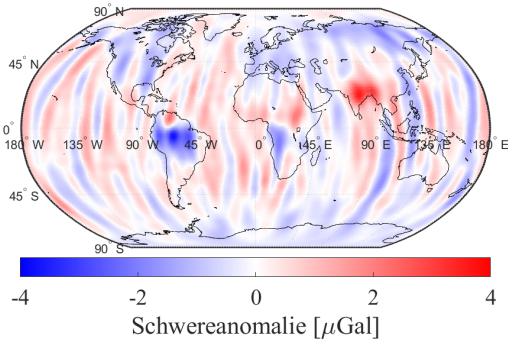 90° N
45° N
0°
180° W 135° W 90° W 45° W 0° 45° E 90° E 135° E 180° E
45° S
90° S
-4 -2 0 2 4
Schwereanomalie [μGal]